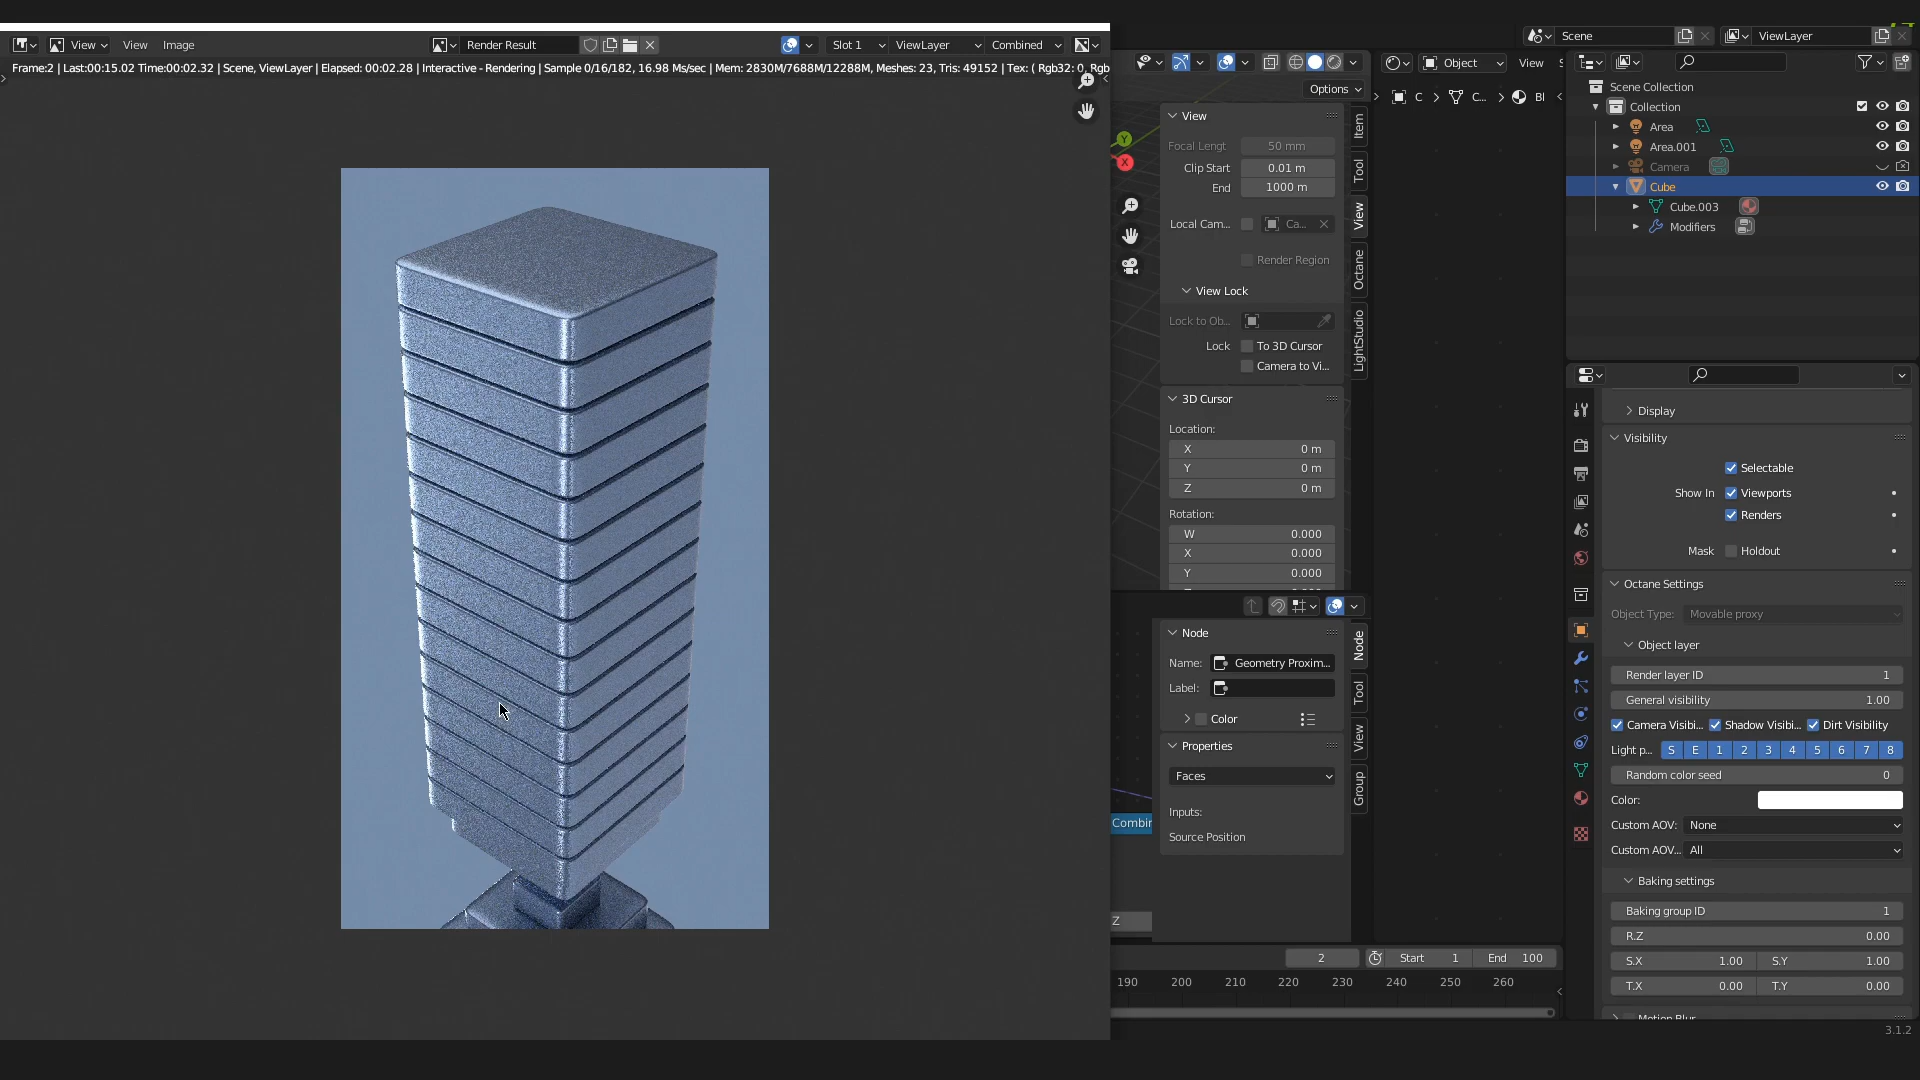 View View Image Render Result Slot 1 ViewLayer Combined
Frame:2 | Last:00:15.02 Time:00:02.32 | Scene, ViewLayer | Elapsed: 00:02.28 | Interactive - Rendering | Sample 0/16/182, 16.98 Ms/sec | Mem: 2830M/7688M/12288M, Meshes: 23, Tris: 49152 | Tex: ( Rgb32: 0, Rgb
Scene ViewLayer
Object View
Options
C C... Bl
Y
X
View
Focal Lengt 50 mm
Clip Start 0.01 m
End 1000 m
Local Cam... Ca...
Render Region
View Lock
Lock to Ob...
Lock To 3D Cursor
Camera to Vi...
3D Cursor
Location:
X 0 m
Y 0 m
Z 0 m
Rotation:
W 0.000
X 0.000
Y 0.000
Item
Tool
View
Octane
LightStudio
Node
Name: Geometry Proxim...
Label:
Color
Properties
Faces
Inputs:
Source Position
Node
Tool
View
Group
Combin
Z
2 Start 1 End 100
190 200 210 220 230 240 250 260
Scene Collection
Collection
Area
Area.001
Camera
Cube
Cube.003
Modifiers
Display
Visibility
Selectable
Show In Viewports
Renders
Mask Holdout
Octane Settings
Object Type: Movable proxy
Object layer
Render layer ID 1
General visibility 1.00
Camera Visibi... Shadow Visibi... Dirt Visibility
Light p... S E 1 2 3 4 5 6 7 8
Random color seed 0
Color:
Custom AOV: None
Custom AOV... All
Baking settings
Baking group ID 1
R.Z 0.00
S.X 1.00 S.Y 1.00
T.X 0.00 T.Y 0.00
Motion Blur
3.1.2